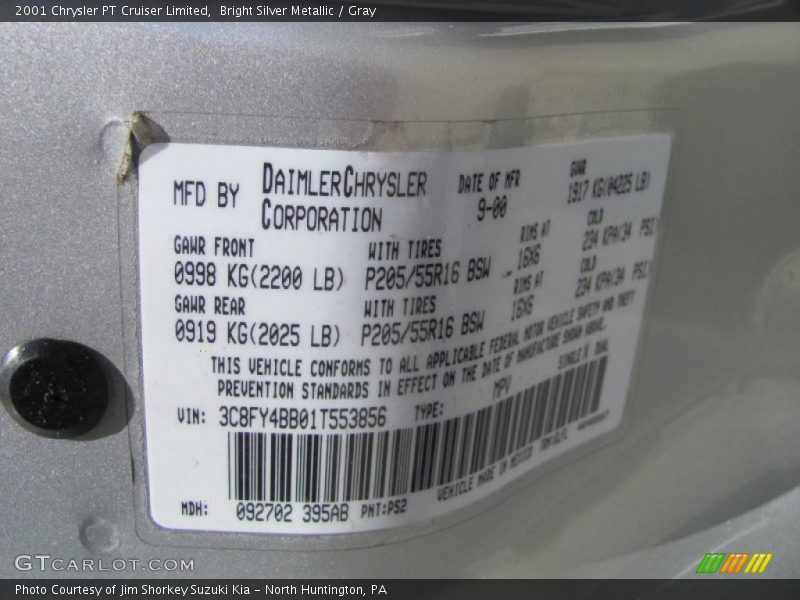 2001 Chrysler PT Cruiser Limited, Bright Silver Metallic / Gray
MFD BY DAIMLERCHRYSLER CORPORATION
DATE OF MFR 9-00
GVWR 1917 KG(04225 LB)
GAWR FRONT WITH TIRES RIMS AT COLD
0998 KG(2200 LB) P205/55R16 BSW 16X6 234 KPA(34 PSI)
GAWR REAR WITH TIRES RIMS AT COLD
0919 KG(2025 LB) P205/55R16 BSW 16X6 234 KPA(34 PSI)
THIS VEHICLE CONFORMS TO ALL APPLICABLE FEDERAL MOTOR VEHICLE SAFETY AND THEFT
PREVENTION STANDARDS IN EFFECT ON THE DATE OF MANUFACTURE SHOWN ABOVE.
VIN: 3C8FY4BB01T553856 TYPE: MPV SINGLE X DUAL
VEHICLE MADE IN MEXICO
MDH: 092702 395AB PNT:PS2
GTCARLOT.COM
Photo Courtesy of Jim Shorkey Suzuki Kia – North Huntington, PA